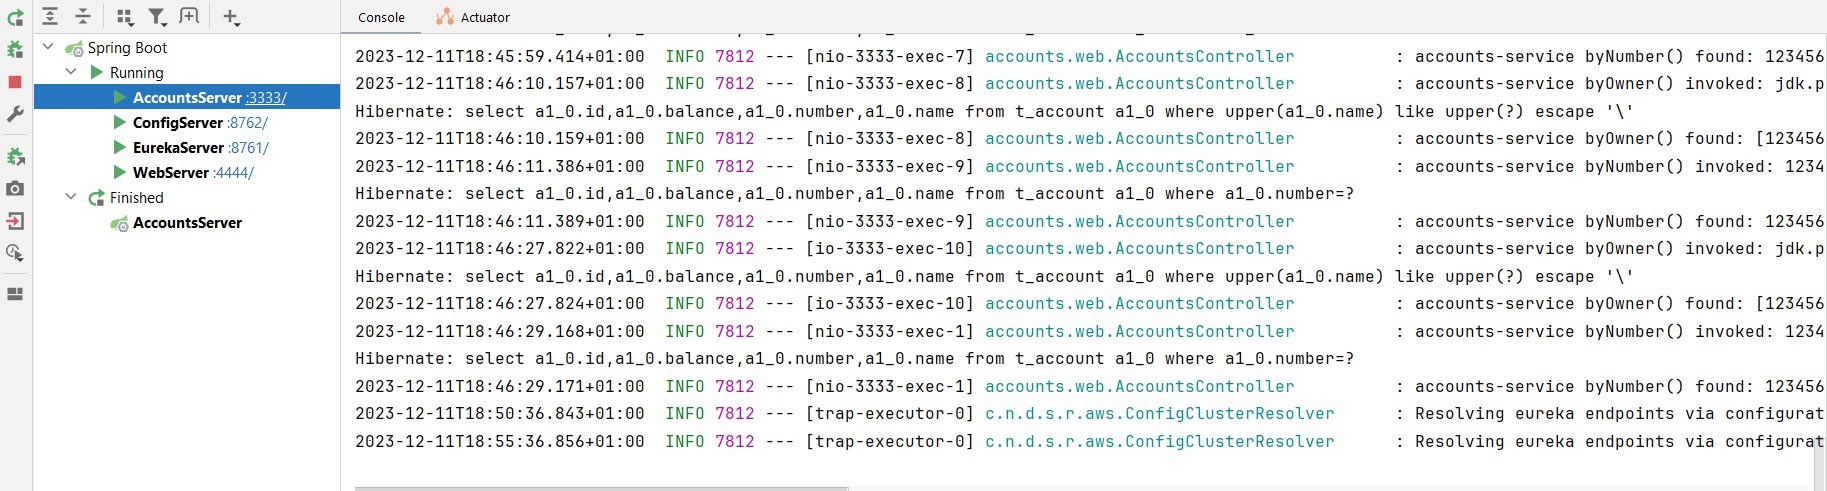 Console
Actuator
Spring Boot
Running
AccountsServer :3333/
ConfigServer :8762/
EurekaServer :8761/
WebServer :4444/
Finished
AccountsServer
2023-12-11T18:45:59.414+01:00  INFO 7812 --- [nio-3333-exec-7] accounts.web.AccountsController          : accounts-service byNumber() found: 123456
2023-12-11T18:46:10.157+01:00  INFO 7812 --- [nio-3333-exec-8] accounts.web.AccountsController          : accounts-service byOwner() invoked: jdk.p
Hibernate: select a1_0.id,a1_0.balance,a1_0.number,a1_0.name from t_account a1_0 where upper(a1_0.name) like upper(?) escape '\'
2023-12-11T18:46:10.159+01:00  INFO 7812 --- [nio-3333-exec-8] accounts.web.AccountsController          : accounts-service byOwner() found: [123456
2023-12-11T18:46:11.386+01:00  INFO 7812 --- [nio-3333-exec-9] accounts.web.AccountsController          : accounts-service byNumber() invoked: 1234
Hibernate: select a1_0.id,a1_0.balance,a1_0.number,a1_0.name from t_account a1_0 where a1_0.number=?
2023-12-11T18:46:11.389+01:00  INFO 7812 --- [nio-3333-exec-9] accounts.web.AccountsController          : accounts-service byNumber() found: 123456
2023-12-11T18:46:27.822+01:00  INFO 7812 --- [io-3333-exec-10] accounts.web.AccountsController          : accounts-service byOwner() invoked: jdk.p
Hibernate: select a1_0.id,a1_0.balance,a1_0.number,a1_0.name from t_account a1_0 where upper(a1_0.name) like upper(?) escape '\'
2023-12-11T18:46:27.824+01:00  INFO 7812 --- [io-3333-exec-10] accounts.web.AccountsController          : accounts-service byOwner() found: [123456
2023-12-11T18:46:29.168+01:00  INFO 7812 --- [nio-3333-exec-1] accounts.web.AccountsController          : accounts-service byNumber() invoked: 1234
Hibernate: select a1_0.id,a1_0.balance,a1_0.number,a1_0.name from t_account a1_0 where a1_0.number=?
2023-12-11T18:46:29.171+01:00  INFO 7812 --- [nio-3333-exec-1] accounts.web.AccountsController          : accounts-service byNumber() found: 123456
2023-12-11T18:50:36.843+01:00  INFO 7812 --- [trap-executor-0] c.n.d.s.r.aws.ConfigClusterResolver      : Resolving eureka endpoints via configurat
2023-12-11T18:55:36.856+01:00  INFO 7812 --- [trap-executor-0] c.n.d.s.r.aws.ConfigClusterResolver      : Resolving eureka endpoints via configurat